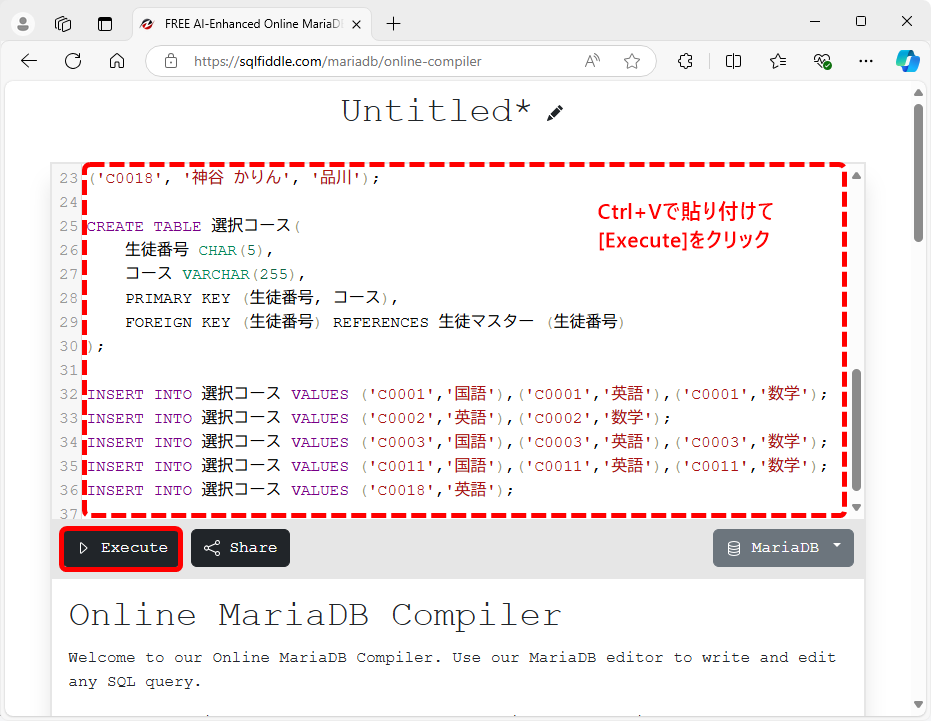 FREE AI-Enhanced Online MariaD
https://sqlfiddle.com/mariadb/online-compiler
Untitled*
23 ('C0018', '神谷 かりん', '品川');
24
25 CREATE TABLE 選択コース(
26 生徒番号 CHAR(5),
27 コース VARCHAR(255),
28 PRIMARY KEY (生徒番号, コース),
29 FOREIGN KEY (生徒番号) REFERENCES 生徒マスター (生徒番号)
30 );
31
32 INSERT INTO 選択コース VALUES ('C0001','国語'),('C0001','英語'),('C0001','数学');
33 INSERT INTO 選択コース VALUES ('C0002','英語'),('C0002','数学');
34 INSERT INTO 選択コース VALUES ('C0003','国語'),('C0003','英語'),('C0003','数学');
35 INSERT INTO 選択コース VALUES ('C0011','国語'),('C0011','英語'),('C0011','数学');
36 INSERT INTO 選択コース VALUES ('C0018','英語');
37
Ctrl+Vで貼り付けて
[Execute]をクリック
Execute Share MariaDB
Online MariaDB Compiler
Welcome to our Online MariaDB Compiler. Use our MariaDB editor to write and edit
any SQL query.